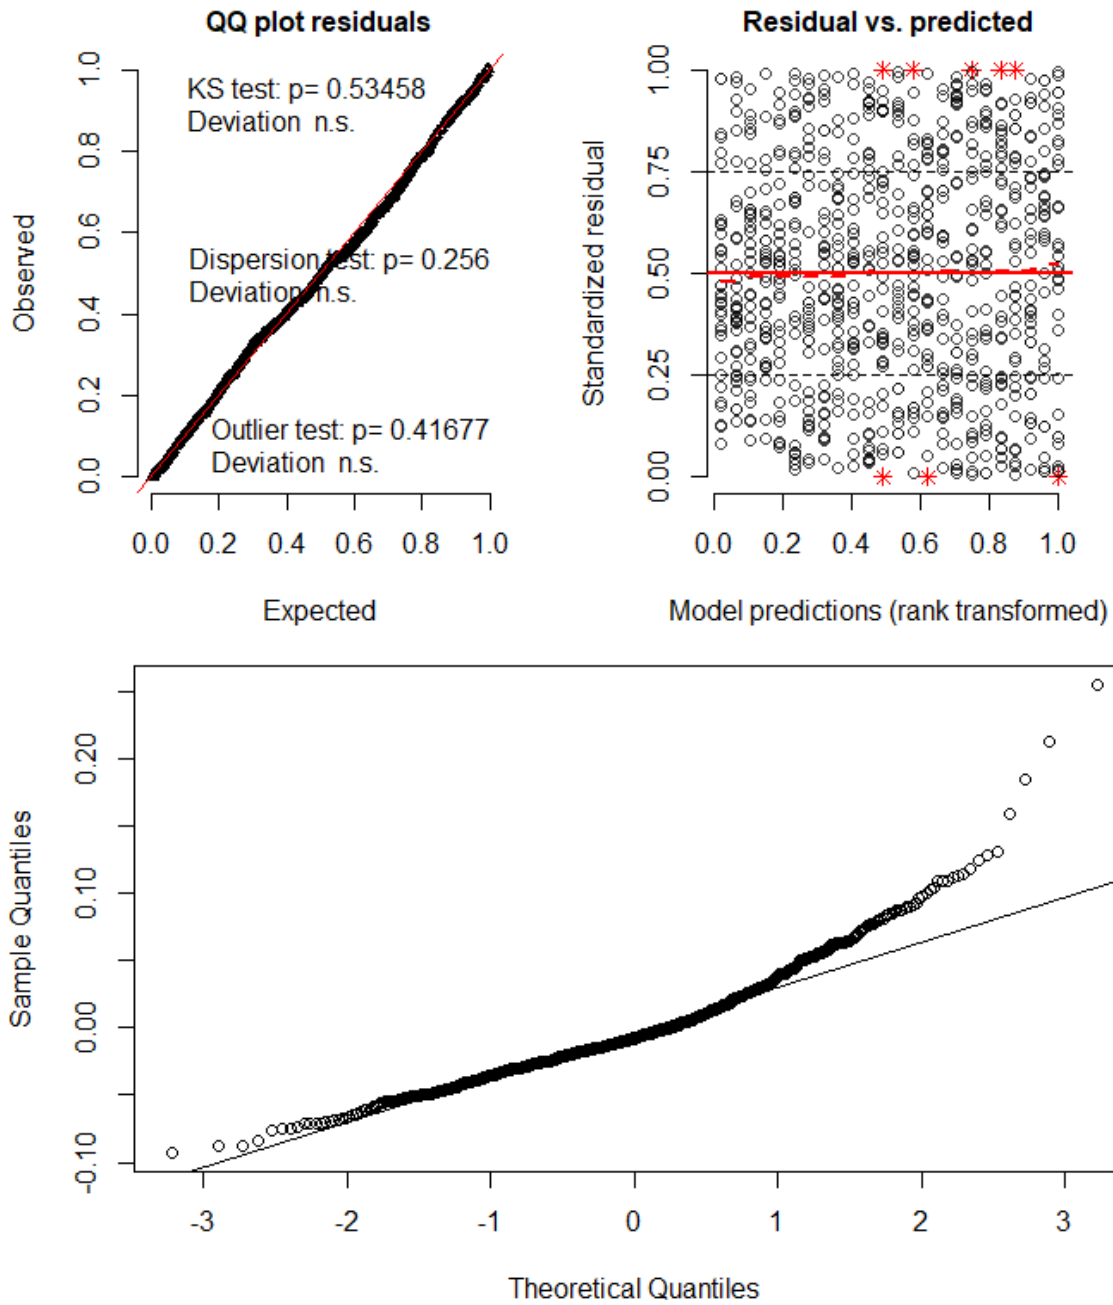 QQ plot residuals
KS test: p= 0.53458
Deviation n.s.
Dispersion test: p= 0.256
Deviation n.s.
Outlier test: p= 0.41677
Deviation n.s.
Observed
0.0 0.2 0.4 0.6 0.8 1.0
0.0 0.2 0.4 0.6 0.8 1.0
Expected
Residual vs. predicted
Standardized residual
0.00 0.25 0.50 0.75 1.00
0.0 0.2 0.4 0.6 0.8 1.0
Model predictions (rank transformed)
Sample Quantiles
-0.10 0.00 0.10 0.20
-3 -2 -1 0 1 2 3
Theoretical Quantiles